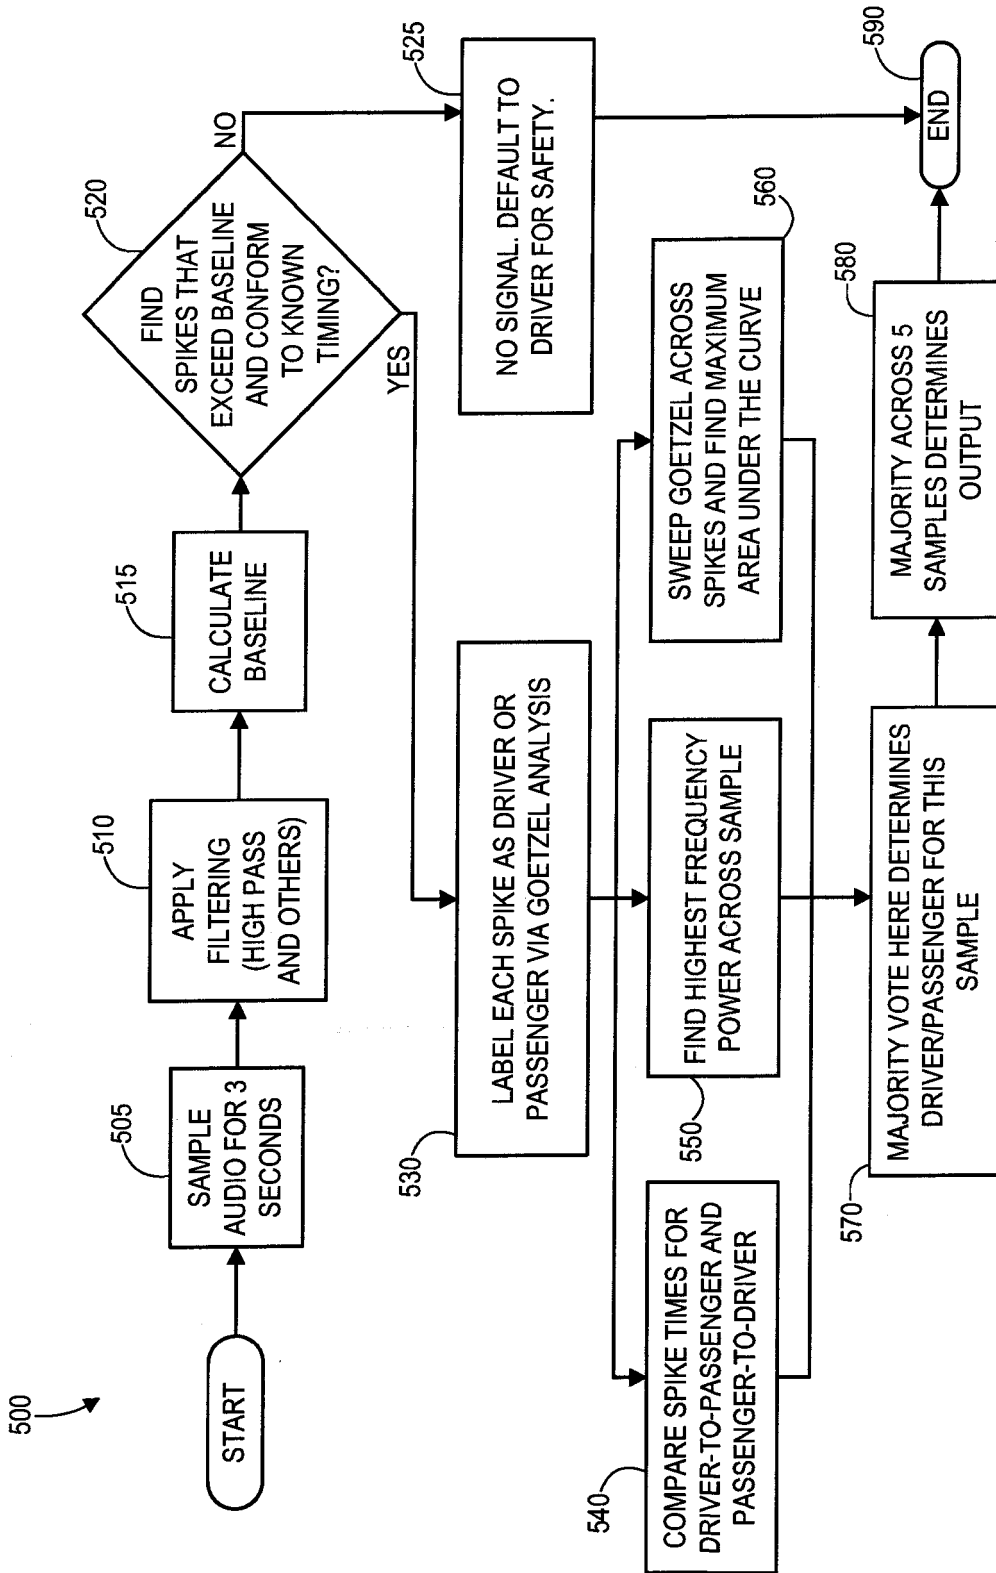 500
START
505
SAMPLE
AUDIO FOR 3
SECONDS
510
APPLY
FILTERING
(HIGH PASS
AND OTHERS)
515
CALCULATE
BASELINE
520
FIND
SPIKES THAT
EXCEED BASELINE
AND CONFORM
TO KNOWN
TIMING?
NO
YES
525
NO SIGNAL. DEFAULT TO
DRIVER FOR SAFETY.
530
LABEL EACH SPIKE AS DRIVER OR
PASSENGER VIA GOETZEL ANALYSIS
540
COMPARE SPIKE TIMES FOR
DRIVER-TO-PASSENGER AND
PASSENGER-TO-DRIVER
550
FIND HIGHEST FREQUENCY
POWER ACROSS SAMPLE
560
SWEEP GOETZEL ACROSS
SPIKES AND FIND MAXIMUM
AREA UNDER THE CURVE
570
MAJORITY VOTE HERE DETERMINES
DRIVER/PASSENGER FOR THIS
SAMPLE
580
MAJORITY ACROSS 5
SAMPLES DETERMINES
OUTPUT
590
END